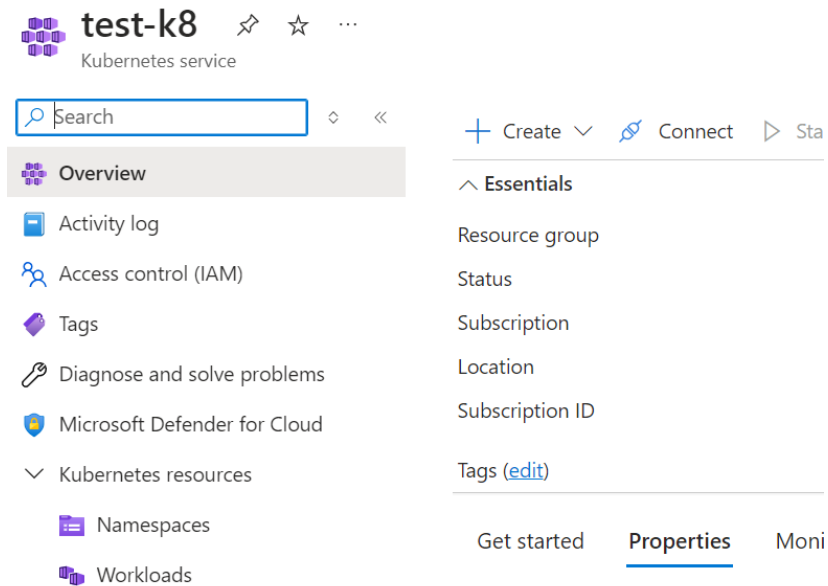 test-k8
Kubernetes service
Search
Overview
Activity log
Access control (IAM)
Tags
Diagnose and solve problems
Microsoft Defender for Cloud
Kubernetes resources
Namespaces
Workloads
Create
Connect
Sta
Essentials
Resource group
Status
Subscription
Location
Subscription ID
Tags (edit)
Get started Properties Moni